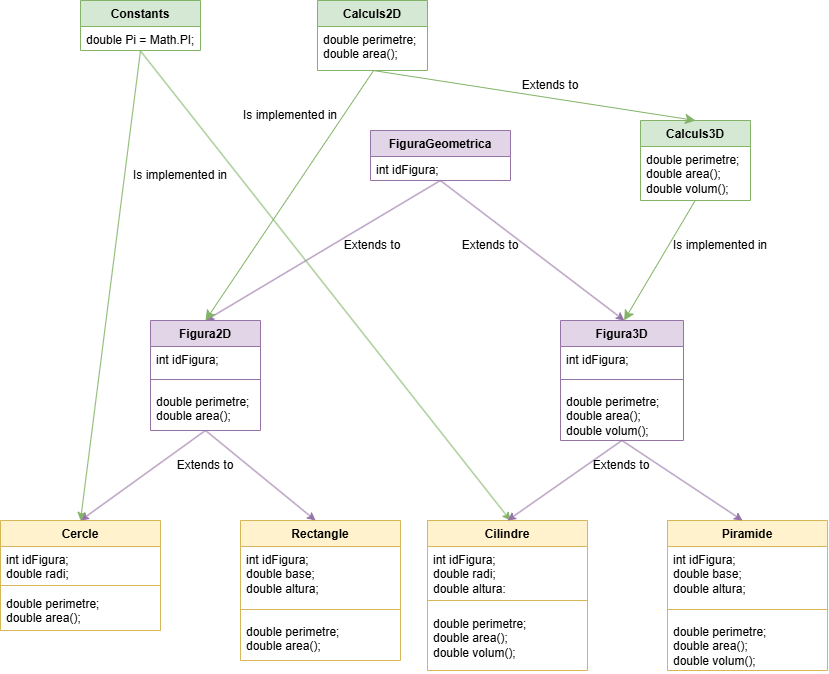 Constants
double Pi = Math.PI;
Calculs2D
double perimetre;
double area();
Extends to
Is implemented in
Calculs3D
double perimetre;
double area();
double volum();
FiguraGeometrica
int idFigura;
Is implemented in
Extends to
Extends to
Is implemented in
Figura2D
int idFigura;
double perimetre;
double area();
Figura3D
int idFigura;
double perimetre;
double area();
double volum();
Extends to
Extends to
Cercle
int idFigura;
double radi;
double perimetre;
double area();
Rectangle
int idFigura;
double base;
double altura;
double perimetre;
double area();
Cilindre
int idFigura;
double radi;
double altura:
double perimetre;
double area();
double volum();
Piramide
int idFigura;
double base;
double altura;
double perimetre;
double area();
double volum();